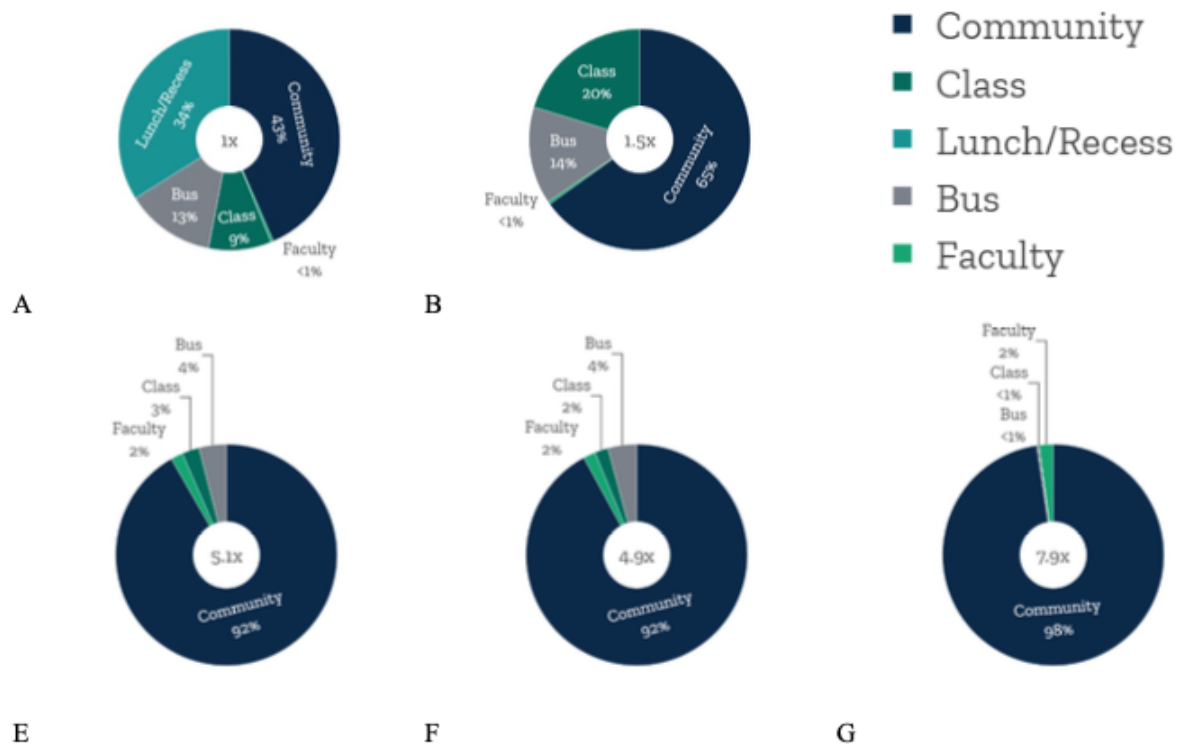 Lunch/Recess
34%
1x
Community
43%
Bus
13%
Class
9%
Faculty
<1%
A
Class
20%
Bus
14%
1.5x
Community
65%
Faculty
<1%
B
Community
Class
Lunch/Recess
Bus
Faculty
Bus
4%
Class
3%
Faculty
2%
5.1x
Community
92%
E
Bus
4%
Class
2%
Faculty
2%
4.9x
Community
92%
F
Faculty
2%
Class
<1%
Bus
<1%
7.9x
Community
98%
G